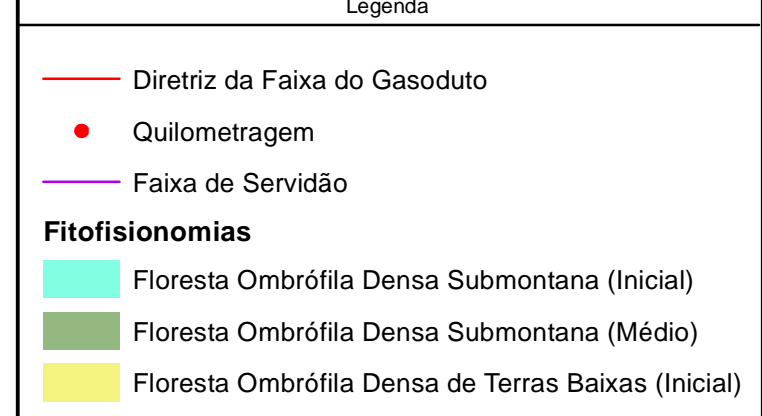 Legenda
Diretriz da Faixa do Gasoduto
Quilometragem
Faixa de Servidão
Fitofisionomias
Floresta Ombrófila Densa Submontana (Inicial)
Floresta Ombrófila Densa Submontana (Médio)
Floresta Ombrófila Densa de Terras Baixas (Inicial)